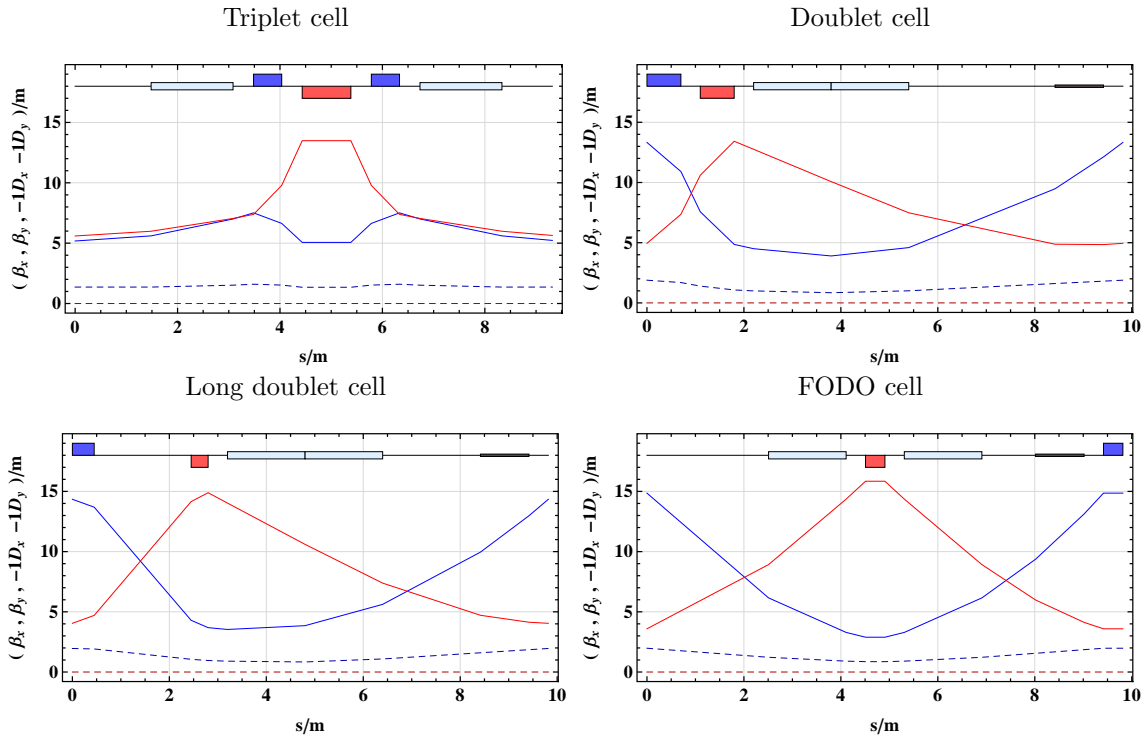 Triplet cell
( βx , βy , -1Dx -1Dy )/m
15
10
5
0
0 2 4 6 8
s/m
Doublet cell
( βx , βy , -1Dx -1Dy )/m
15
10
5
0
0 2 4 6 8 10
s/m
Long doublet cell
( βx , βy , -1Dx -1Dy )/m
15
10
5
0
0 2 4 6 8 10
s/m
FODO cell
( βx , βy , -1Dx -1Dy )/m
15
10
5
0
0 2 4 6 8 10
s/m